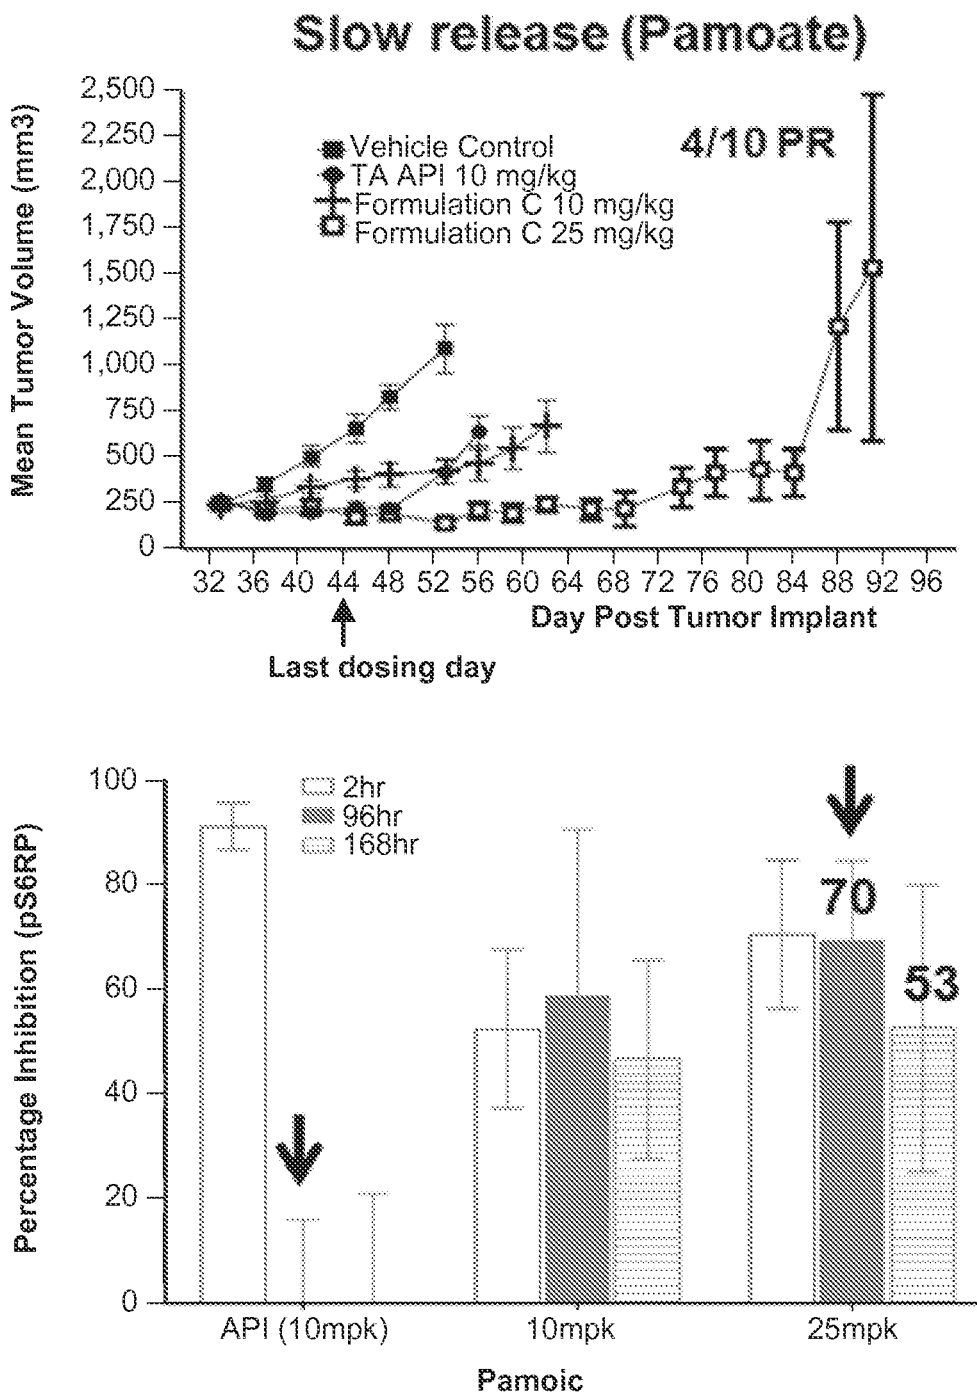 Slow release (Pamoate)
Mean Tumor Volume (mm3)
2,500
2,250
2,000
1,750
1,500
1,250
1,000
750
500
250
0
Vehicle Control
TA API 10 mg/kg
Formulation C 10 mg/kg
Formulation C 25 mg/kg
4/10 PR
32 36 40 44 48 52 56 60 64 68 72 76 80 84 88 92 96
Day Post Tumor Implant
Last dosing day
Percentage Inhibition (pS6RP)
100
80
60
40
20
0
2hr
96hr
168hr
70
53
API (10mpk) 10mpk 25mpk
Pamoic